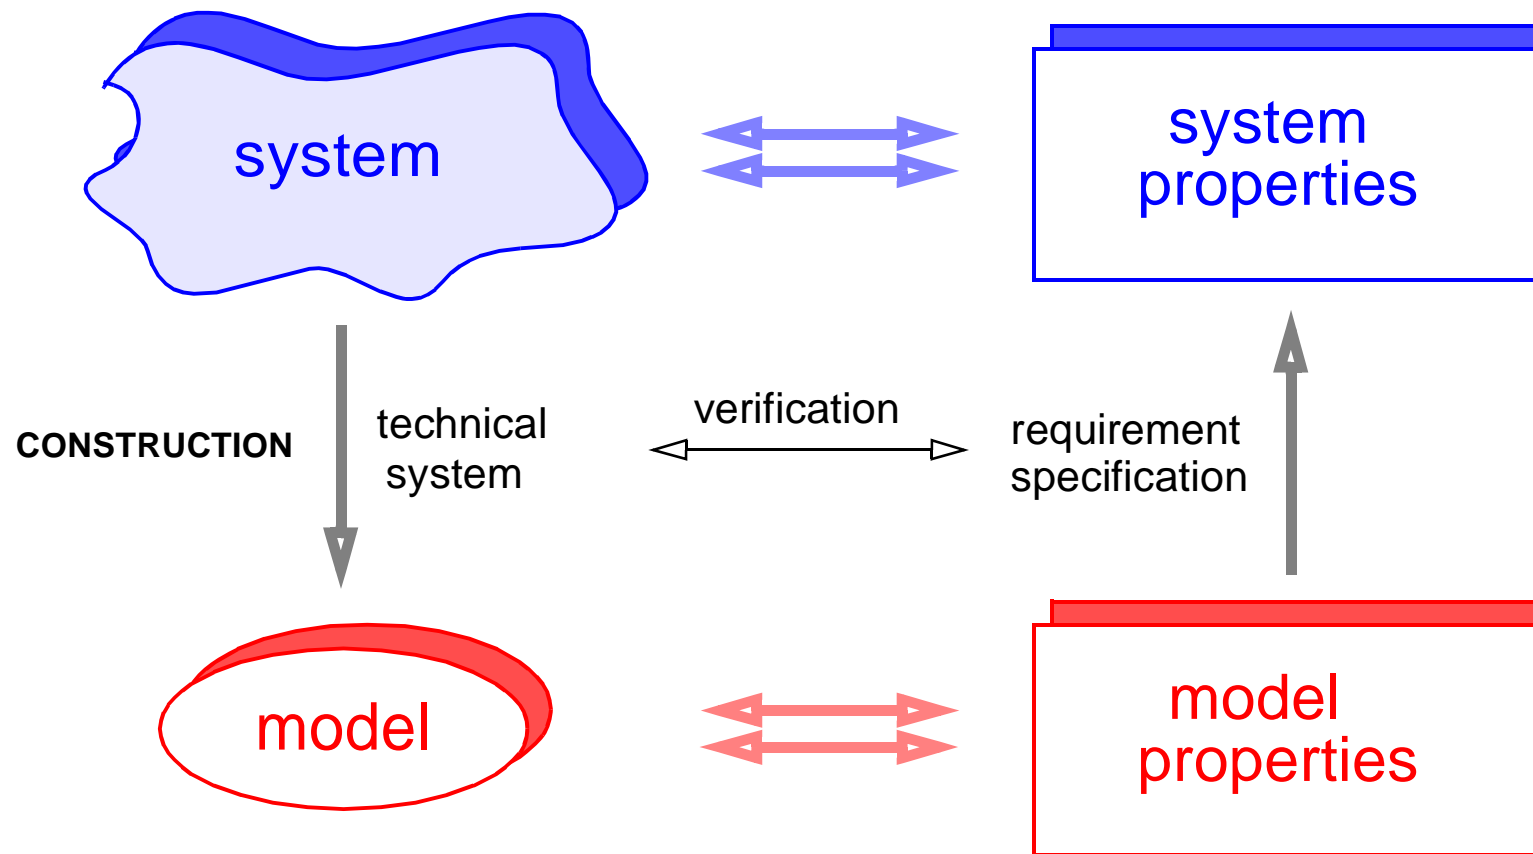 system
system
properties
CONSTRUCTION
technical
system
verification
requirement
specification
model
model
properties